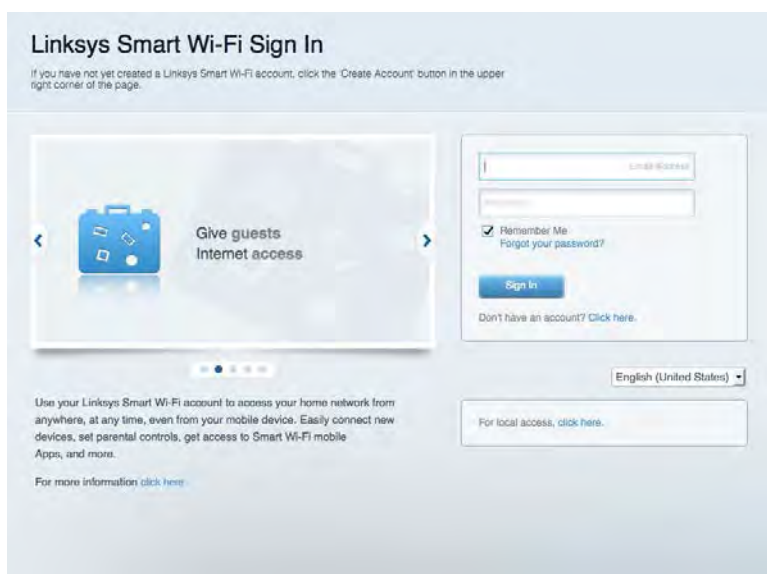 Linksys Smart Wi-Fi Sign In
If you have not yet created a Linksys Smart Wi-Fi account, click the 'Create Account' button in the upper
right corner of the page.
Give guests
Internet access
Email Address
Remember Me
Forgot your password?
Sign In
Don't have an account? Click here.
English (United States)
Use your Linksys Smart Wi-Fi account to access your home network from
anywhere, at any time, even from your mobile device. Easily connect new
devices, set parental controls, get access to Smart Wi-Fi mobile
Apps, and more.
For more information click here
For local access, click here.